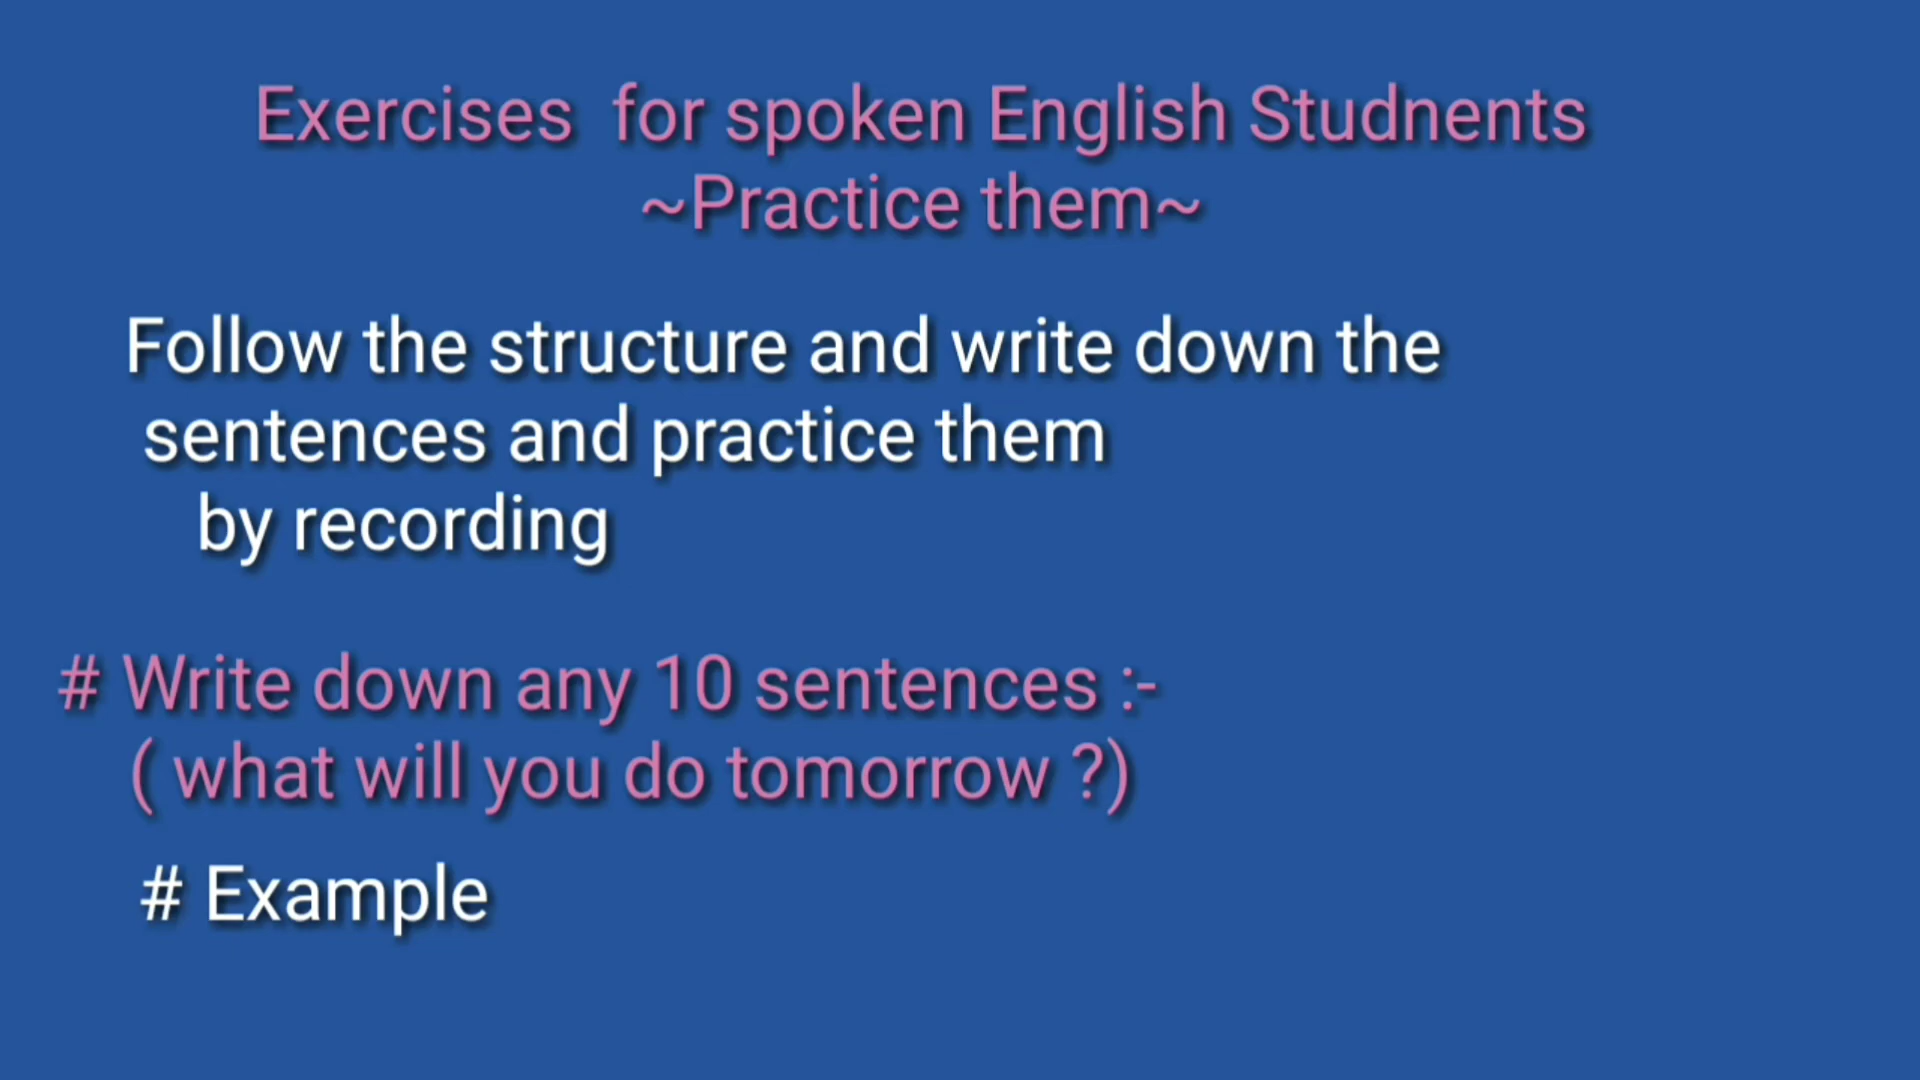 Exercises for spoken English Studnents
~Practice them~
Follow the structure and write down the
sentences and practice them
by recording
# Write down any 10 sentences :-
( what will you do tomorrow ?)
# Example